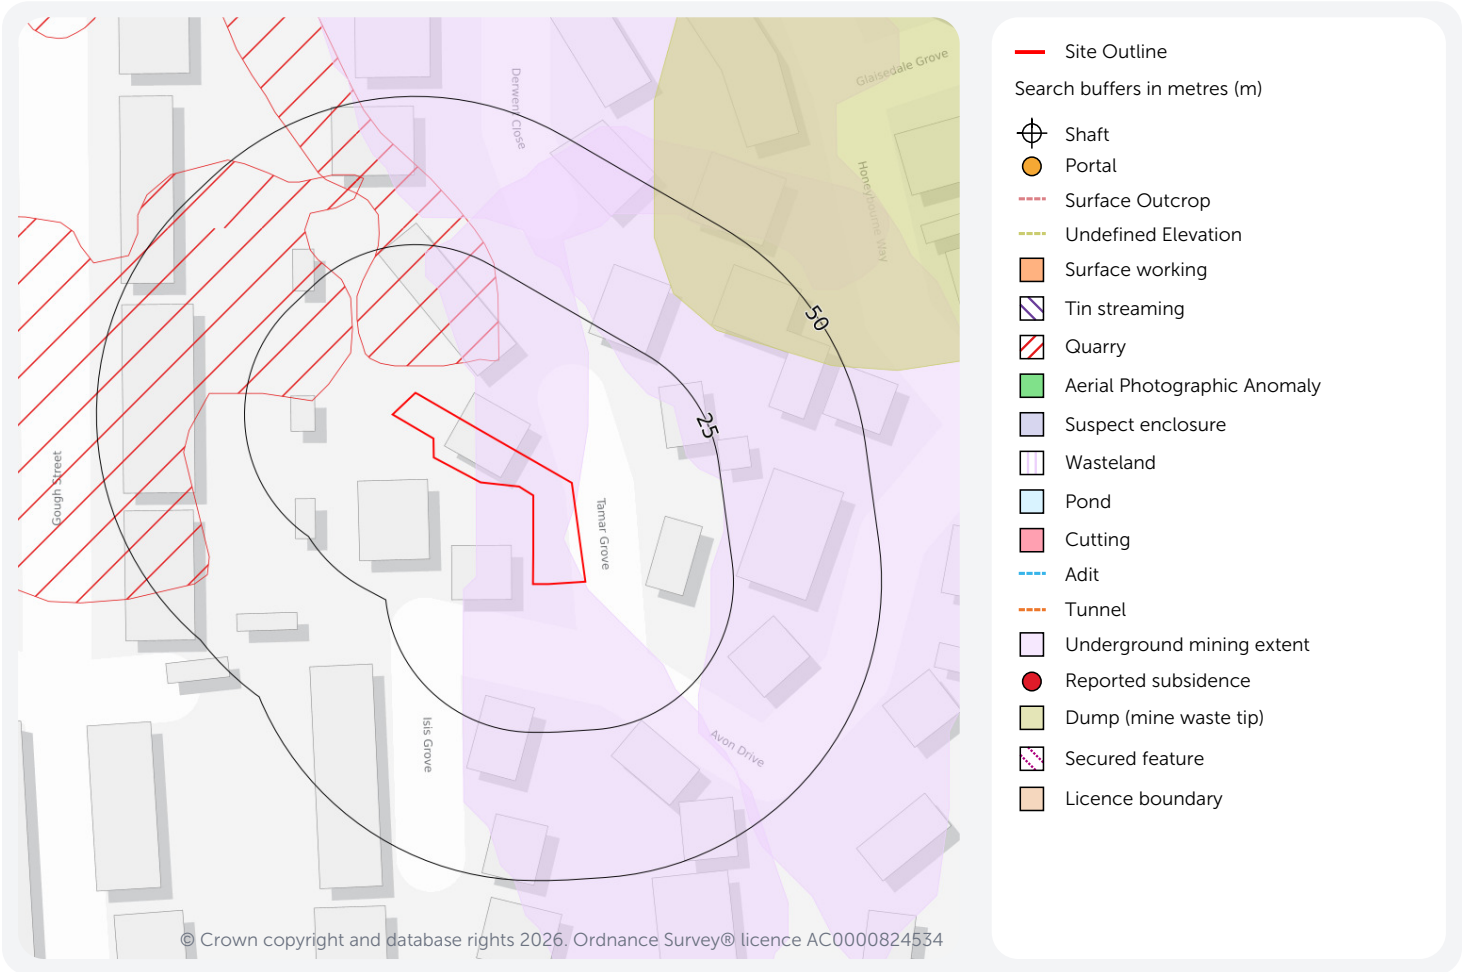 Glaisedale Grove
Derwent Close
Honeybourne Way
50
25
Gough Street
Tamar Grove
Isis Grove
Avon Drive
© Crown copyright and database rights 2026. Ordnance Survey® licence AC0000824534
Site Outline
Search buffers in metres (m)
Shaft
Portal
Surface Outcrop
Undefined Elevation
Surface working
Tin streaming
Quarry
Aerial Photographic Anomaly
Suspect enclosure
Wasteland
Pond
Cutting
Adit
Tunnel
Underground mining extent
Reported subsidence
Dump (mine waste tip)
Secured feature
Licence boundary